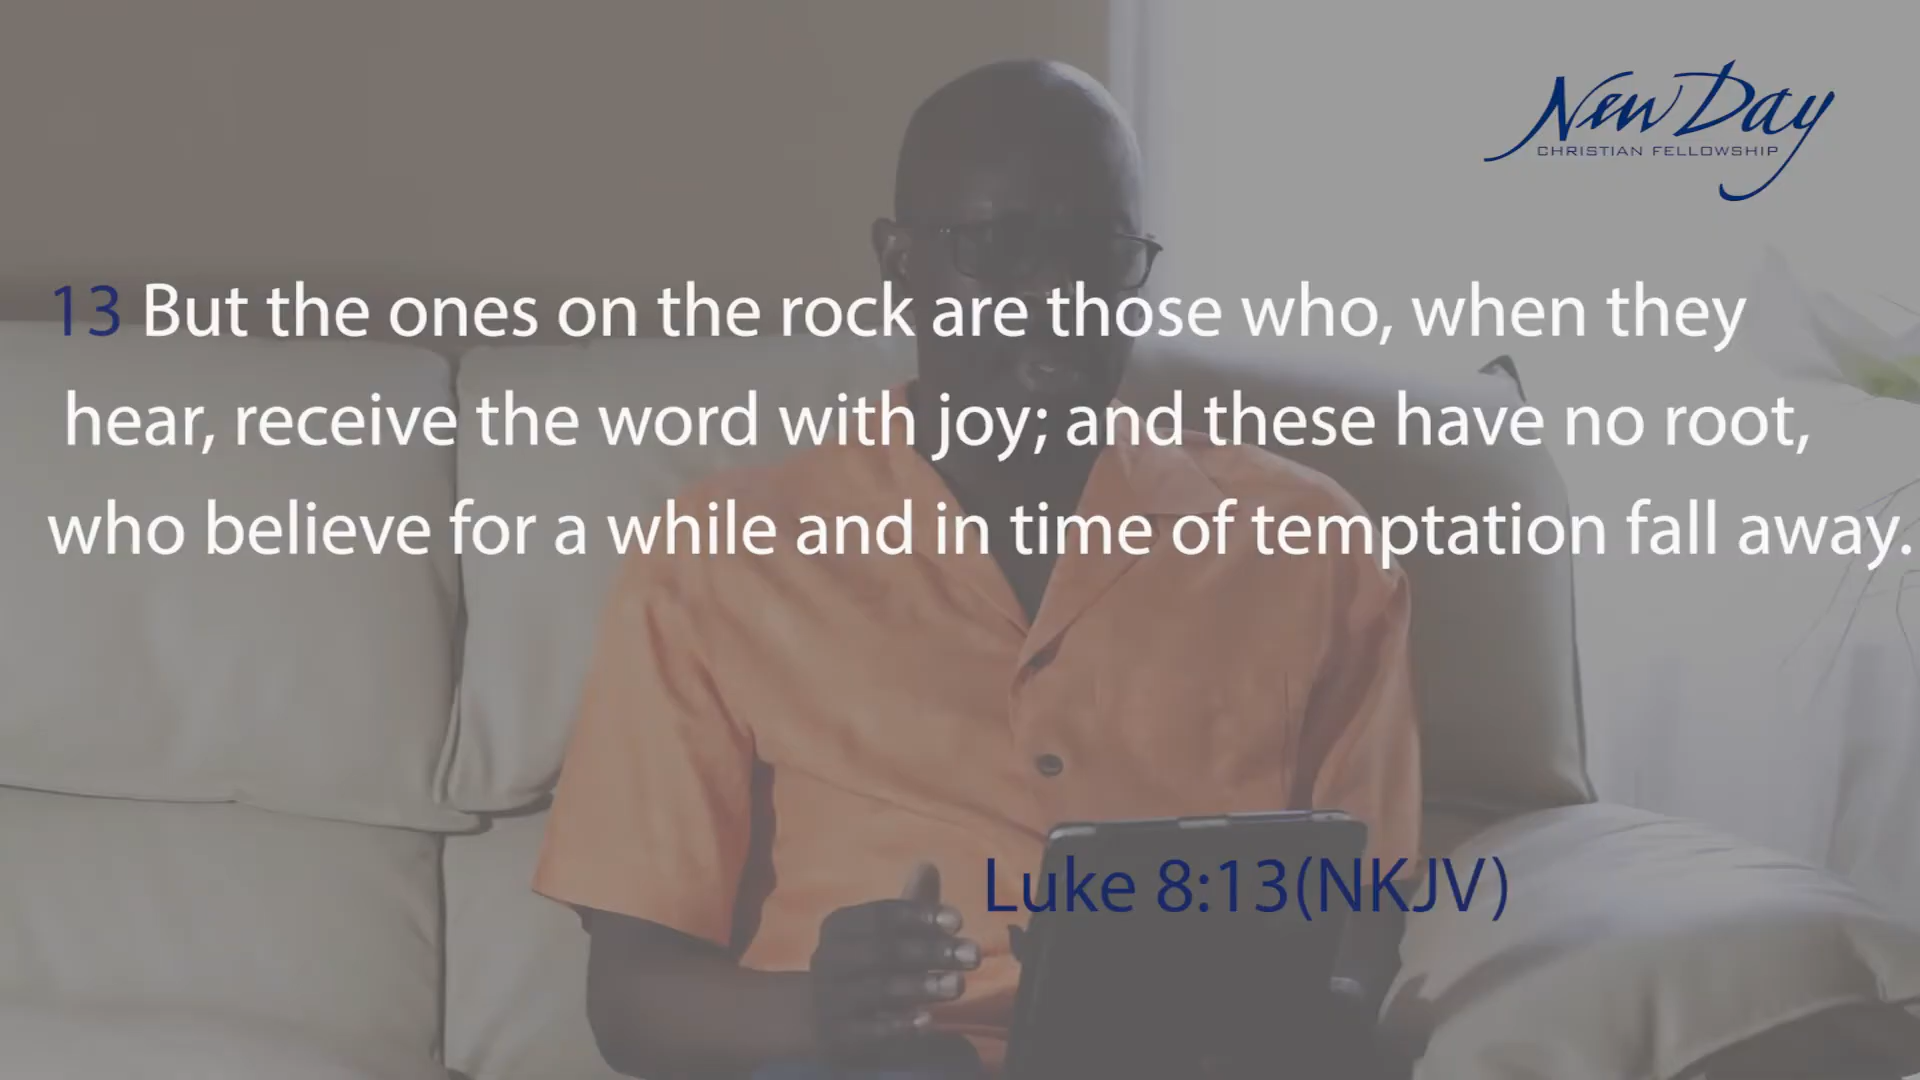 New Day
CHRISTIAN FELLOWSHIP
13 But the ones on the rock are those who, when they
hear, receive the word with joy; and these have no root,
who believe for a while and in time of temptation fall away.
Luke 8:13(NKJV)